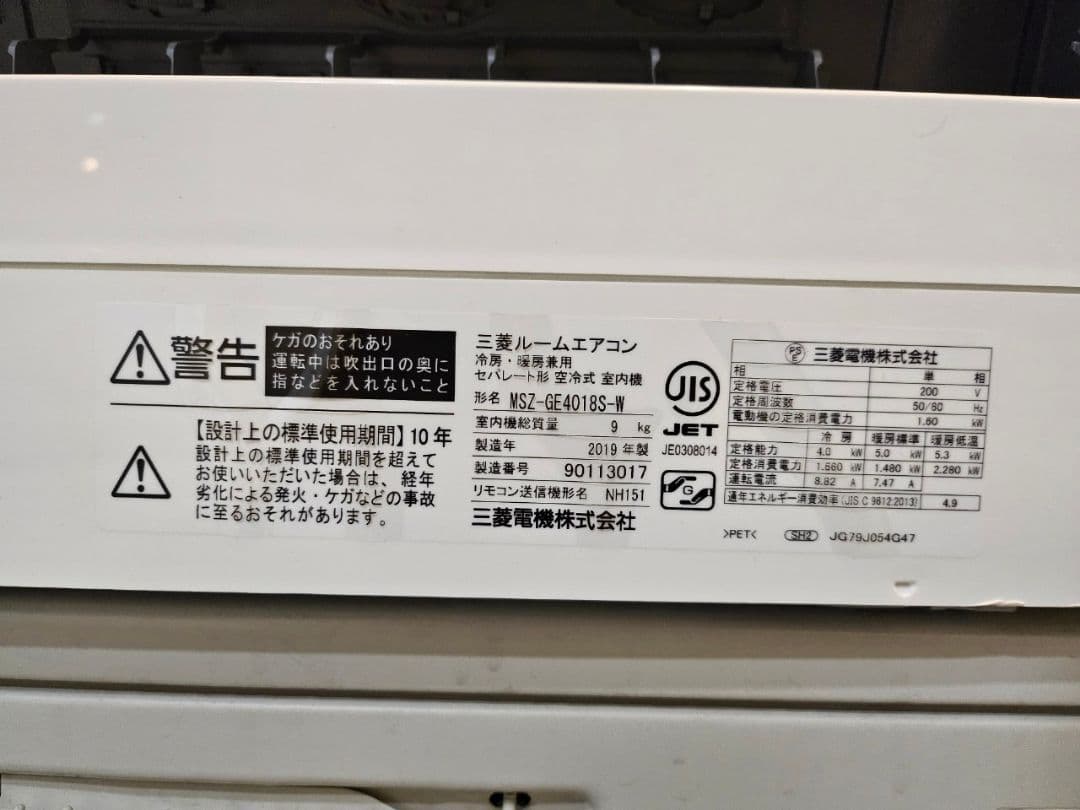 警告
ケガのおそれあり
運転中は吹出口の奥に
指などを入れないこと
【設計上の標準使用期間】10年
設計上の標準使用期間を超えて
お使いいただいた場合は、経年
劣化による発火・ケガなどの事故
に至るおそれがあります。
三菱ルームエアコン
冷房・暖房兼用
セパレート形 空冷式 室内機
形名 MSZ-GE4018S-W
室内機総質量 9 kg
製造年 2019 年製
製造番号 90113017
リモコン送信機形名 NH151
三菱電機株式会社
JIS
JET
JE0308014
G
PSE 三菱電機株式会社
相 単 相
定格電圧 200 V
定格周波数 50/60 Hz
電動機の定格消費電力 1.60 kW
冷 房 暖房標準 暖房低温
定格能力 4.0 kW 5.0 kW 5.3 kW
定格消費電力 1.660 kW 1.480 kW 2.280 kW
運転電流 8.82 A 7.47 A
通年エネルギー消費効率(JIS C 9612:2013) 4.9
>PET< SH2 JG79J054G47